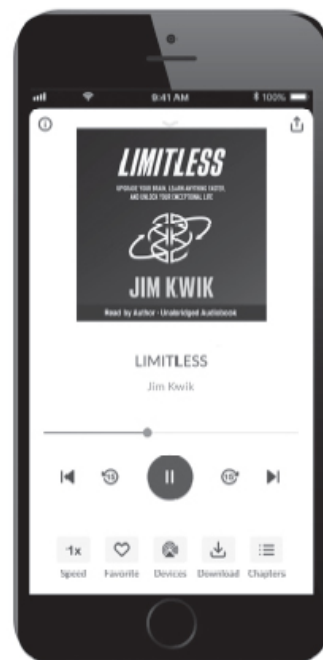 9:41 AM
100%
LIMITLESS
UPGRADE YOUR BRAIN, LEARN ANYTHING FASTER,
AND UNLOCK YOUR EXCEPTIONAL LIFE
JIM KWIK
Read by Author · Unabridged Audiobook
LIMITLESS
Jim Kwik
15
15
1x
Speed
Favorite
Devices
Download
Chapters